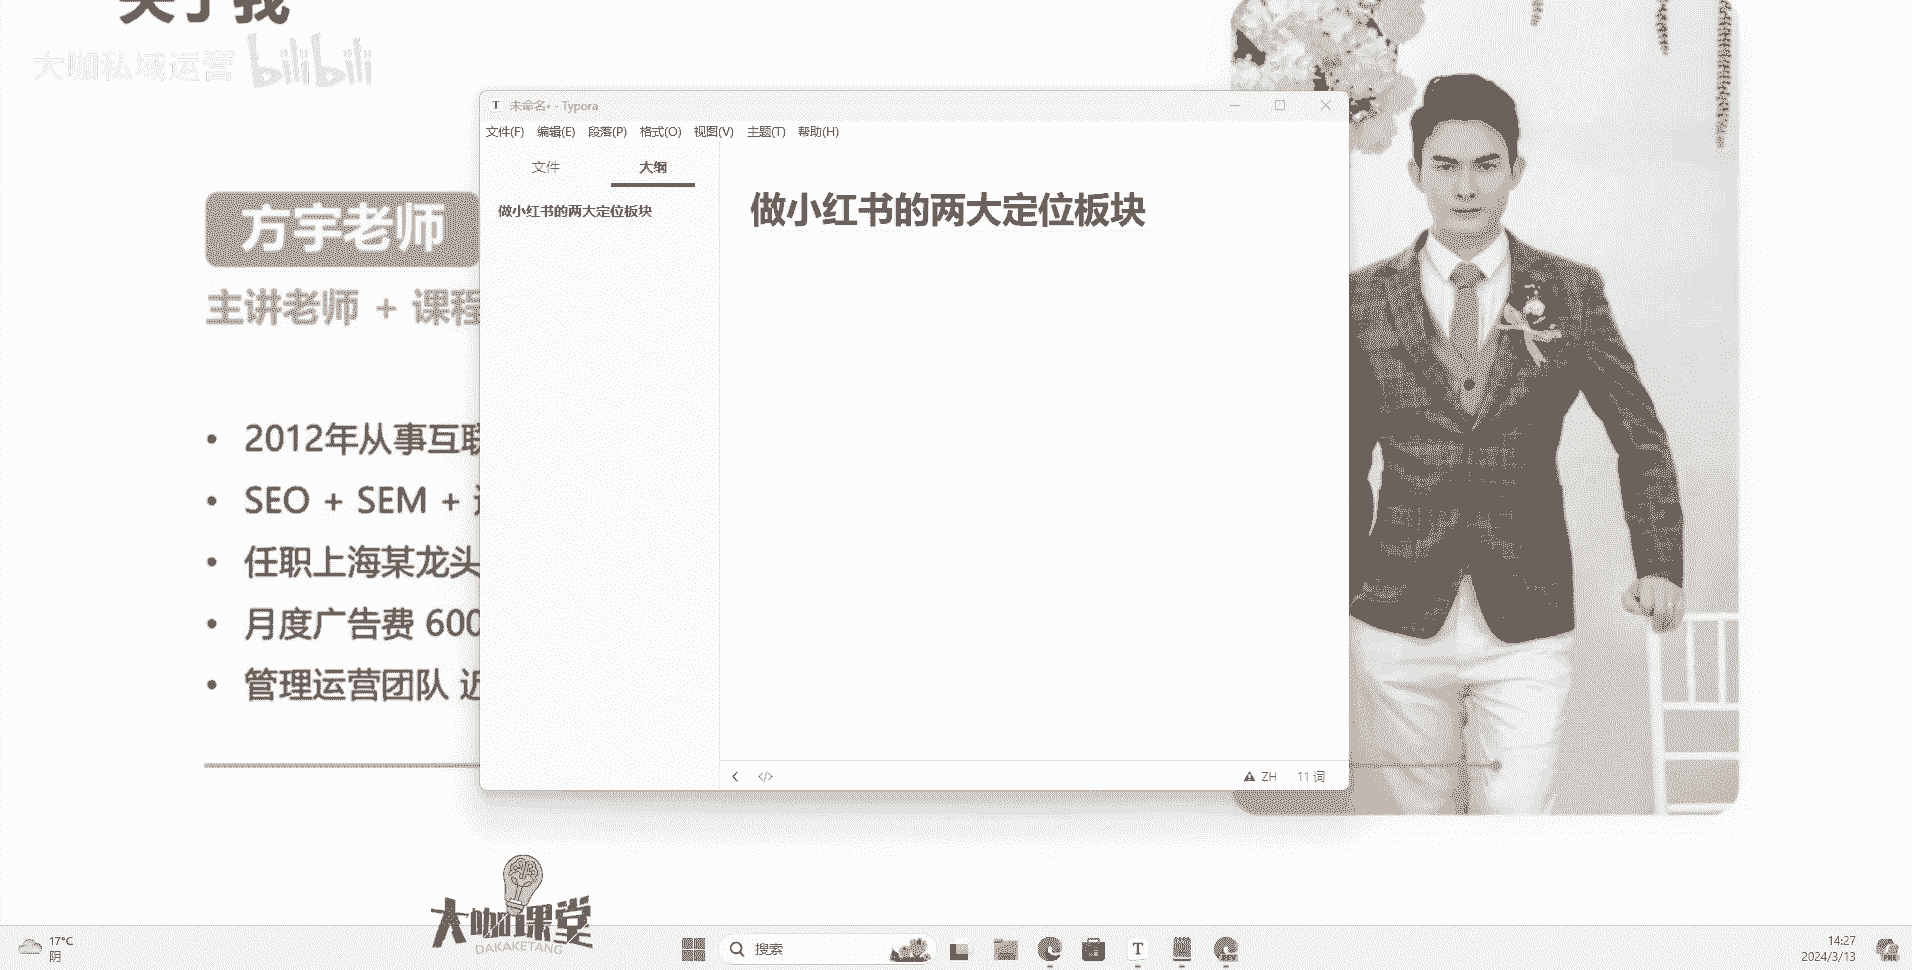 关于我
大咖私域运营 bilibili
未命名• - Typora
文件(F) 编辑(E) 段落(P) 格式(O) 视图(V) 主题(T) 帮助(H)
文件 大纲
做小红书的两大定位板块
做小红书的两大定位板块
方宇老师
主讲老师 + 课程
2012年从事互联
SEO + SEM +
任职上海某龙头
月度广告费 600
管理运营团队 近
ZH 11 词
大咖课堂
DAKAKETANG
17°C
阴
搜索
T
DEV
14:27
2024/3/13
PRE